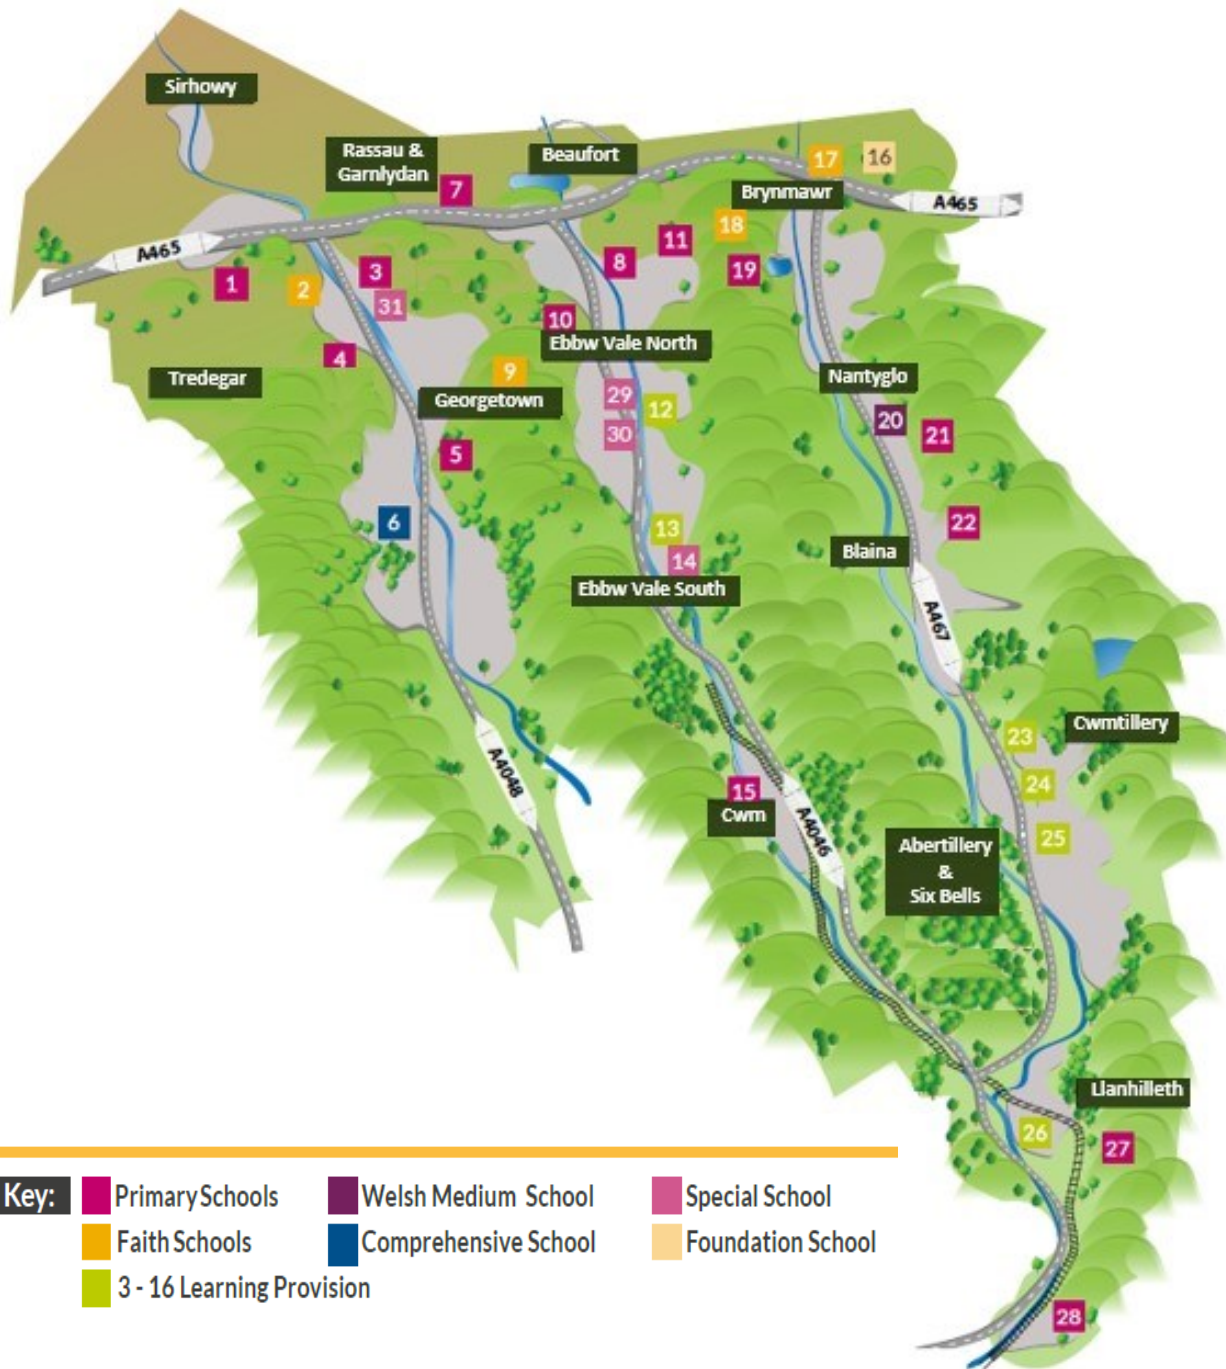 Sirhowy
Rassau &
Garnlydan
Beaufort
17
16
7
Brynmawr
A465
A465
18
11
8
19
1
2
3
31
10
Ebbw Vale North
4
Tredegar
9
Georgetown
Nantyglo
29
12
30
20
21
5
6
13
22
14
Blaina
Ebbw Vale South
A467
23
Cwmtillery
A4048
24
15
Cwm
A4046
25
Abertillery
&
Six Bells
Llanhilleth
26
27
Key:
Primary Schools
Welsh Medium School
Special School
Faith Schools
Comprehensive School
Foundation School
3 - 16 Learning Provision
28